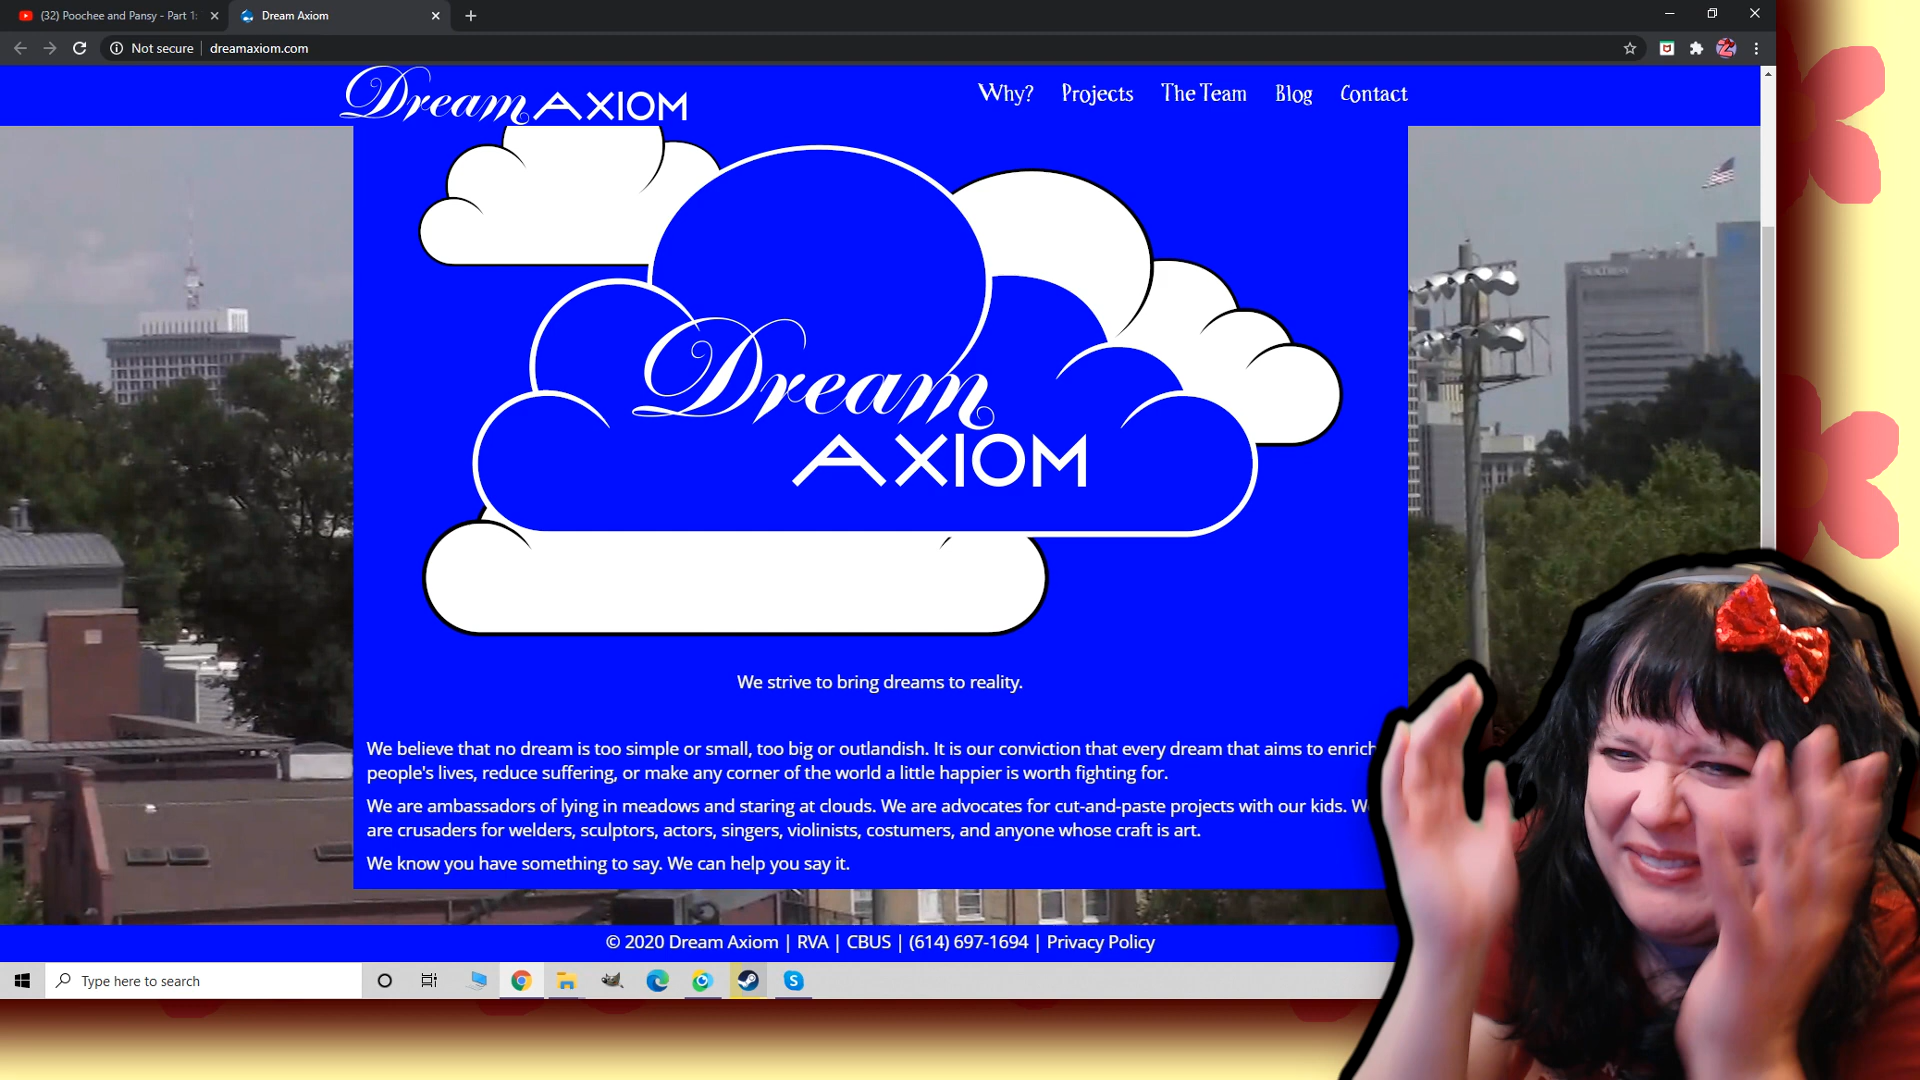 (32) Poochee and Pansy - Part 1:
Dream Axiom
Not secure
dreamaxiom.com
Dream AXIOM
Why? Projects The Team Blog Contact
Dream
AXIOM
We strive to bring dreams to reality.
We believe that no dream is too simple or small, too big or outlandish. It is our conviction that every dream that aims to enrich
people's lives, reduce suffering, or make any corner of the world a little happier is worth fighting for.
We are ambassadors of lying in meadows and staring at clouds. We are advocates for cut-and-paste projects with our kids. We
are crusaders for welders, sculptors, actors, singers, violinists, costumers, and anyone whose craft is art.
We know you have something to say. We can help you say it.
© 2020 Dream Axiom | RVA | CBUS | (614) 697-1694 | Privacy Policy
Type here to search